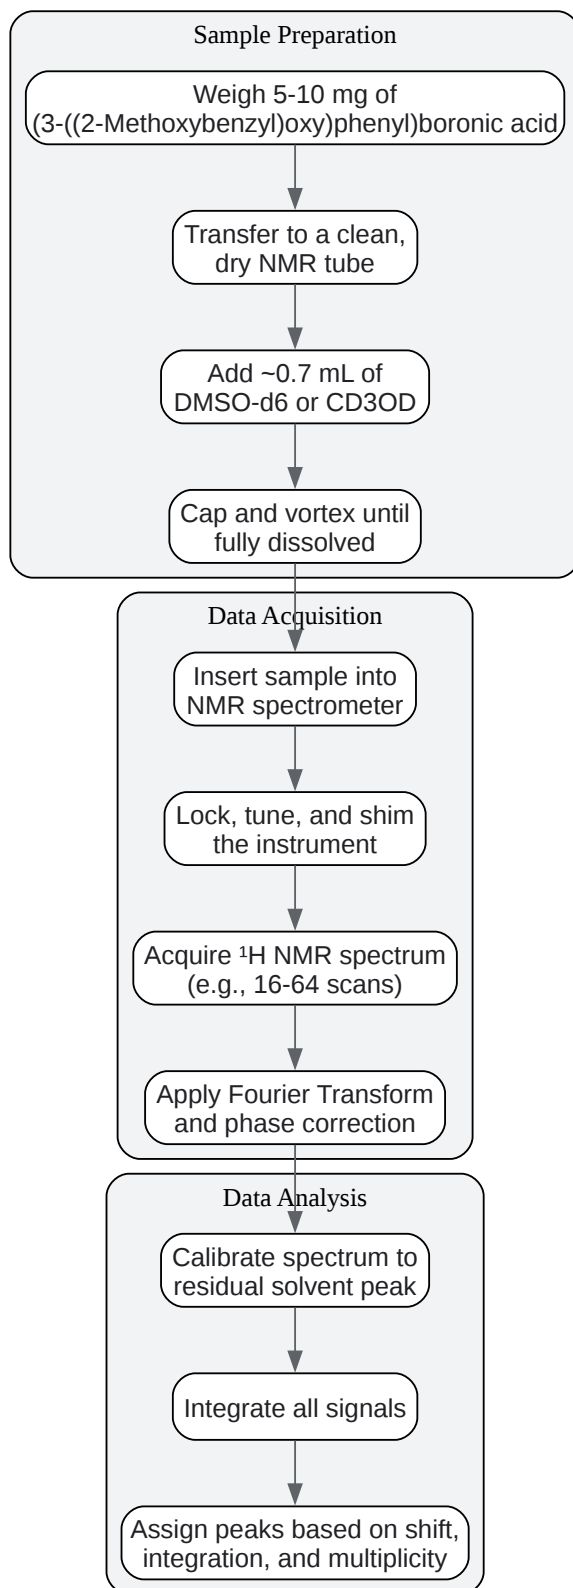 Sample Preparation
Weigh 5-10 mg of
(3-((2-Methoxybenzyl)oxy)phenyl)boronic acid
Transfer to a clean,
dry NMR tube
Add ~0.7 mL of
DMSO-d6 or CD3OD
Cap and vortex until
fully dissolved
Data Acquisition
Insert sample into
NMR spectrometer
Lock, tune, and shim
the instrument
Acquire ¹H NMR spectrum
(e.g., 16-64 scans)
Apply Fourier Transform
and phase correction
Data Analysis
Calibrate spectrum to
residual solvent peak
Integrate all signals
Assign peaks based on shift,
integration, and multiplicity